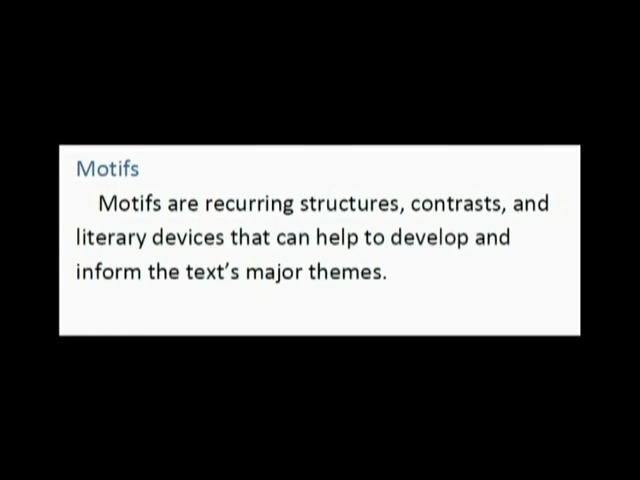 Motifs
Motifs are recurring structures, contrasts, and
literary devices that can help to develop and
inform the text's major themes.